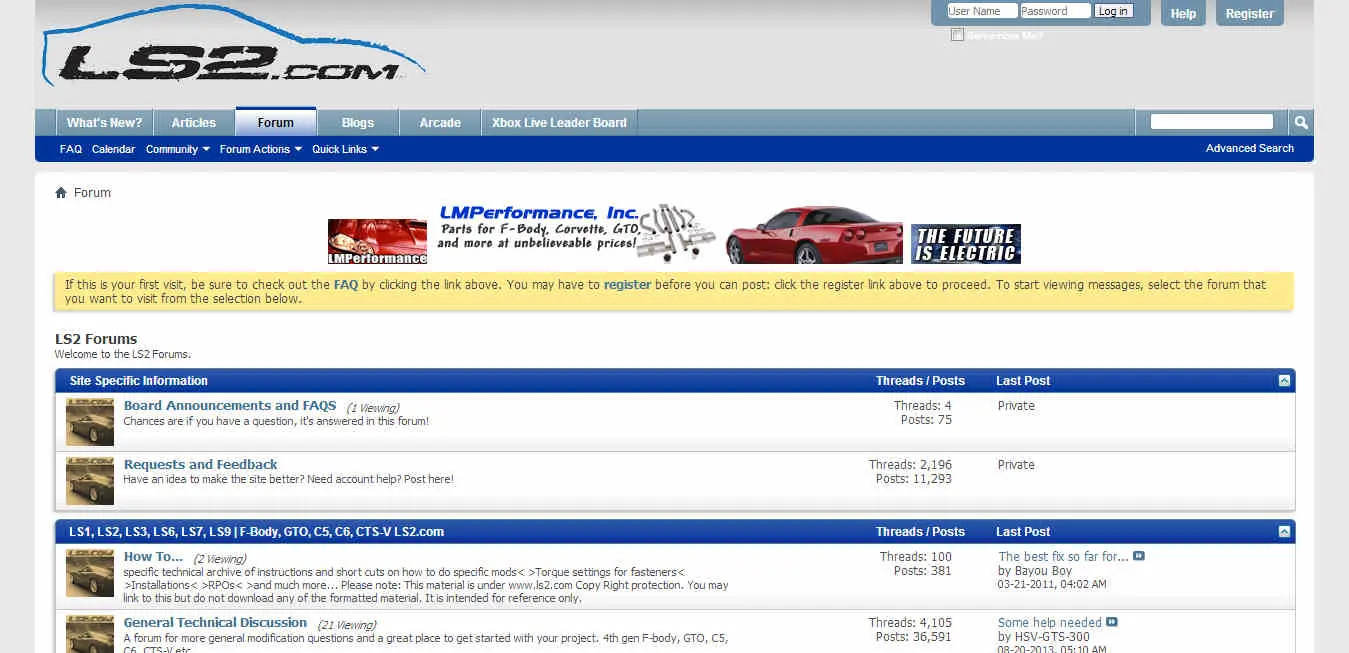 LS2.COM
User Name Password Log in Help Register
Remember Me?
What's New? Articles Forum Blogs Arcade Xbox Live Leader Board
FAQ Calendar Community Forum Actions Quick Links Advanced Search
Forum
LMPerformance
LMPerformance, Inc.
Parts for F-Body, Corvette, GTO,
and more at unbelieveable prices!
THE FUTURE
IS ELECTRIC
If this is your first visit, be sure to check out the FAQ by clicking the link above. You may have to register before you can post: click the register link above to proceed. To start viewing messages, select the forum that
you want to visit from the selection below.
LS2 Forums
Welcome to the LS2 Forums.
Site Specific Information Threads / Posts Last Post
LS2.COM
Board Announcements and FAQS (1 Viewing) Threads: 4 Private
Chances are if you have a question, it's answered in this forum! Posts: 75
LS2.COM
Requests and Feedback Threads: 2,196 Private
Have an idea to make the site better? Need account help? Post here! Posts: 11,293
LS1, LS2, LS3, LS6, LS7, LS9 | F-Body, GTO, C5, C6, CTS-V LS2.com Threads / Posts Last Post
LS2.COM
How To... (2 Viewing) Threads: 100 The best fix so far for...
specific technical archive of instructions and short cuts on how to do specific mods< >Torque settings for fasteners< Posts: 381 by Bayou Boy
>Installations< >RPOs< >and much more... Please note: This material is under www.ls2.com Copy Right protection. You may 03-21-2011, 04:02 AM
link to this but do not download any of the formatted material. It is intended for reference only.
LS2.COM
General Technical Discussion (21 Viewing) Threads: 4,105 Some help needed
A forum for more general modification questions and a great place to get started with your project. 4th gen F-body, GTO, C5, Posts: 36,591 by HSV-GTS-300
C6, CTS-V etc 08-20-2013, 05:10 AM